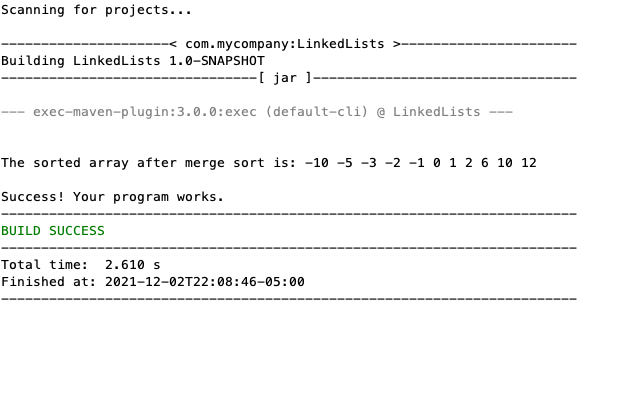 Scanning for projects...
---------------------< com.mycompany:LinkedLists >----------------------
Building LinkedLists 1.0-SNAPSHOT
--------------------------------[ jar ]---------------------------------
--- exec-maven-plugin:3.0.0:exec (default-cli) @ LinkedLists ---
The sorted array after merge sort is: -10 -5 -3 -2 -1 0 1 2 6 10 12
Success! Your program works.
------------------------------------------------------------------------
BUILD SUCCESS
------------------------------------------------------------------------
Total time:  2.610 s
Finished at: 2021-12-02T22:08:46-05:00
------------------------------------------------------------------------